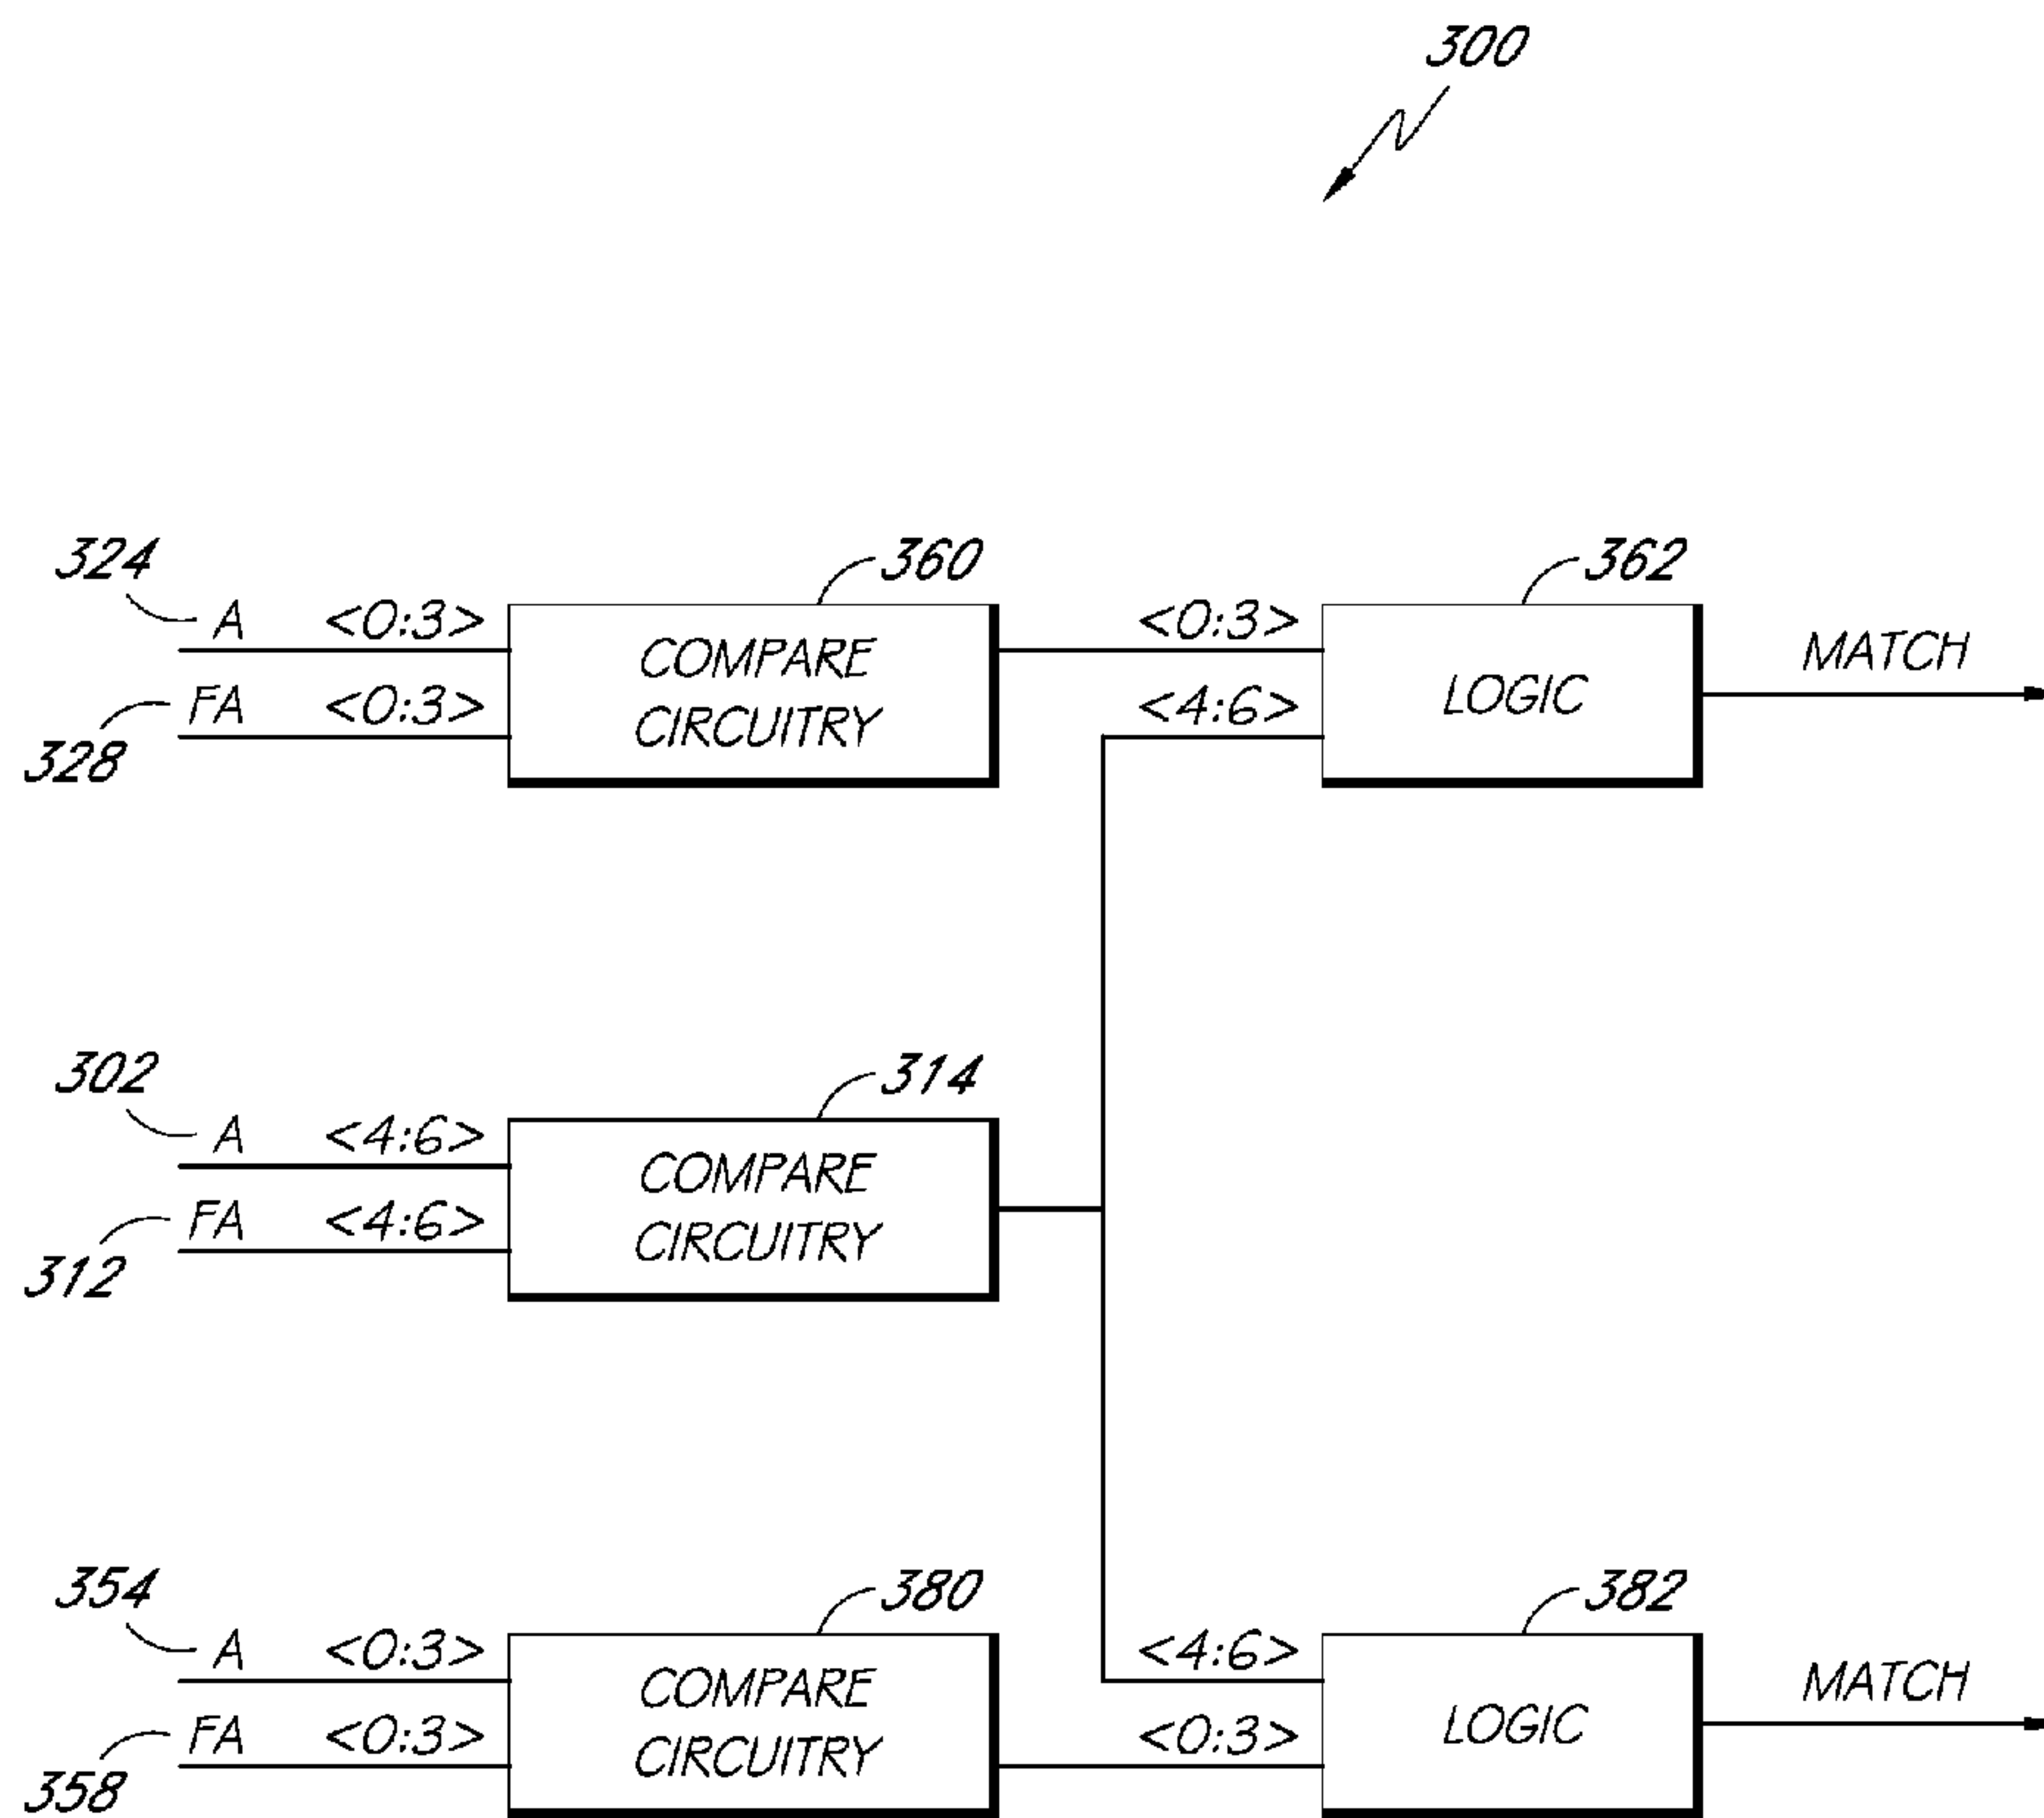 300
324
360
362
A <0:3>
<0:3>
COMPARE
CIRCUITRY
LOGIC
MATCH
FA <0:3>
<4:6>
328
302
314
A <4:6>
COMPARE
CIRCUITRY
FA <4:6>
312
354
380
382
A <0:3>
<4:6>
COMPARE
CIRCUITRY
LOGIC
MATCH
FA <0:3>
<0:3>
358